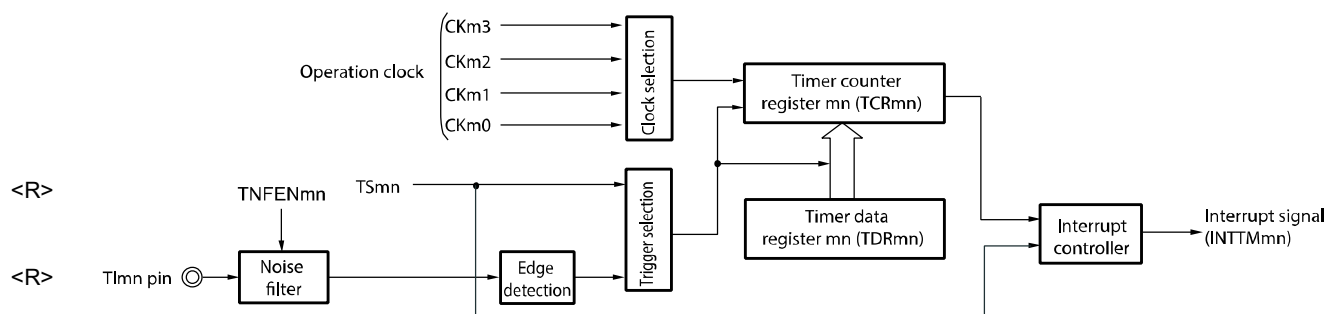 CKm3
CKm2
Operation clock
CKm1
CKm0
Clock selection
Timer counter
register mn (TCRmn)
<R>
TNFENmn
TSmn
Trigger selection
Timer data
register mn (TDRmn)
Interrupt
controller
Interrupt signal
(INTTMmn)
<R>
TImn pin
Noise
filter
Edge
detection